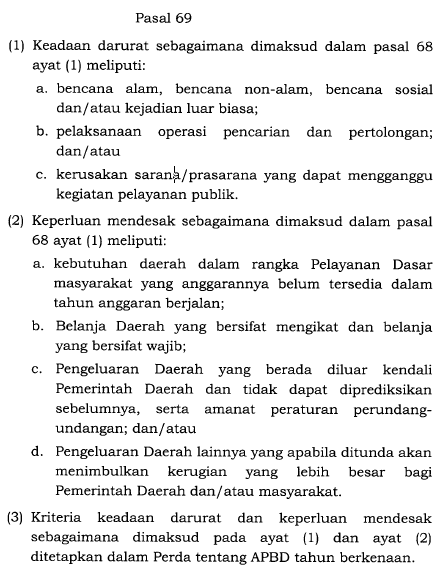 Pasal 69
(1) Keadaan darurat sebagaimana dimaksud dalam pasal 68
ayat (1) meliputi:
a. bencana alam, bencana non-alam, bencana sosial
dan/atau kejadian luar biasa;
b. pelaksanaan operasi pencarian dan pertolongan;
dan/atau
c. kerusakan sarana/prasarana yang dapat mengganggu
kegiatan pelayanan publik.
(2) Keperluan mendesak sebagaimana dimaksud dalam pasal
68 ayat (1) meliputi:
a. kebutuhan daerah dalam rangka Pelayanan Dasar
masyarakat yang anggarannya belum tersedia dalam
tahun anggaran berjalan;
b. Belanja Daerah yang bersifat mengikat dan belanja
yang bersifat wajib;
c. Pengeluaran Daerah yang berada diluar kendali
Pemerintah Daerah dan tidak dapat diprediksikan
sebelumnya, serta amanat peraturan perundang-
undangan; dan/atau
d. Pengeluaran Daerah lainnya yang apabila ditunda akan
menimbulkan kerugian yang lebih besar bagi
Pemerintah Daerah dan/atau masyarakat.
(3) Kriteria keadaan darurat dan keperluan mendesak
sebagaimana dimaksud pada ayat (1) dan ayat (2)
ditetapkan dalam Perda tentang APBD tahun berkenaan.